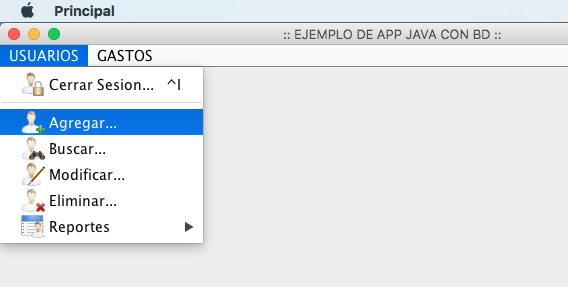 Principal
:: EJEMPLO DE APP JAVA CON BD ::
USUARIOS GASTOS
Cerrar Sesion... ^I
Agregar...
Buscar...
Modificar...
Eliminar...
Reportes